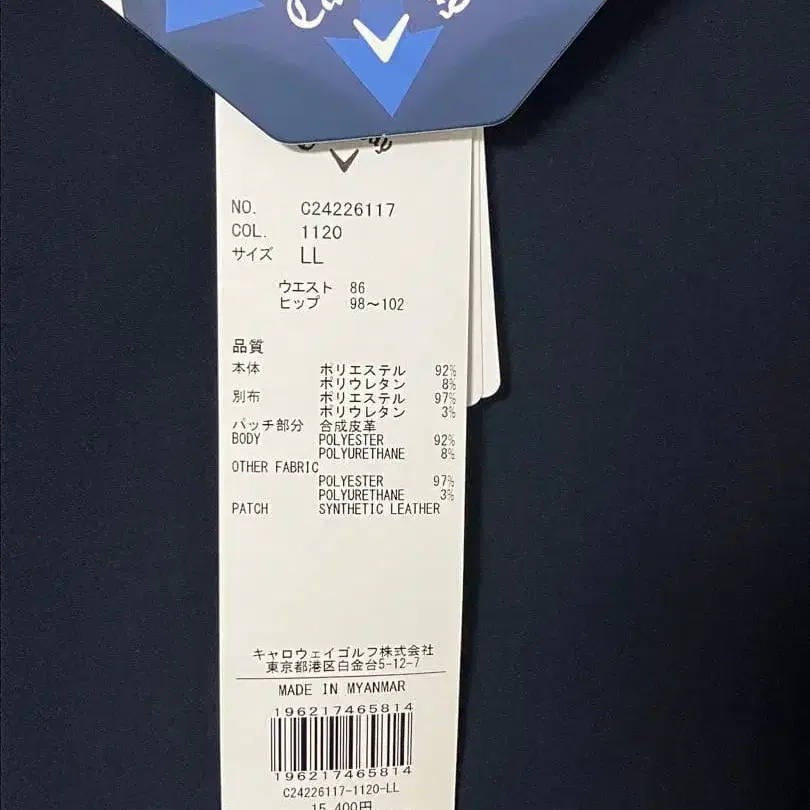 NO. C24226117
COL. 1120
サイズ LL
ウエスト 86
ヒップ 98～102
品質
本体 ポリエステル 92%
ポリウレタン 8%
別布 ポリエステル 97%
ポリウレタン 3%
パッチ部分 合成皮革
BODY POLYESTER 92%
POLYURETHANE 8%
OTHER FABRIC
POLYESTER 97%
POLYURETHANE 3%
PATCH SYNTHETIC LEATHER
キャロウェイゴルフ株式会社
東京都港区白金台5-12-7
MADE IN MYANMAR
196217465814
196217465814
C24226117-1120-LL
15,400円